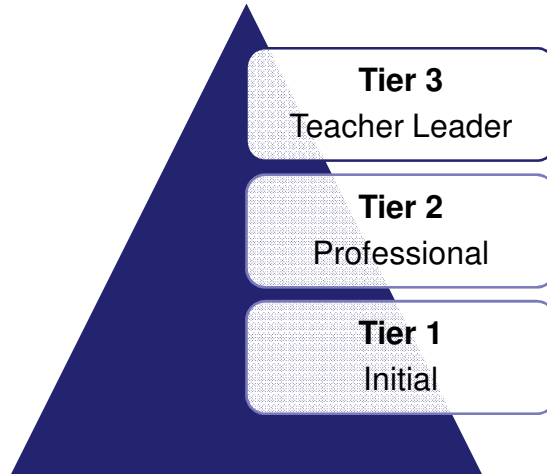 Tier 3
Teacher Leader
Tier 2
Professional
Tier 1
Initial